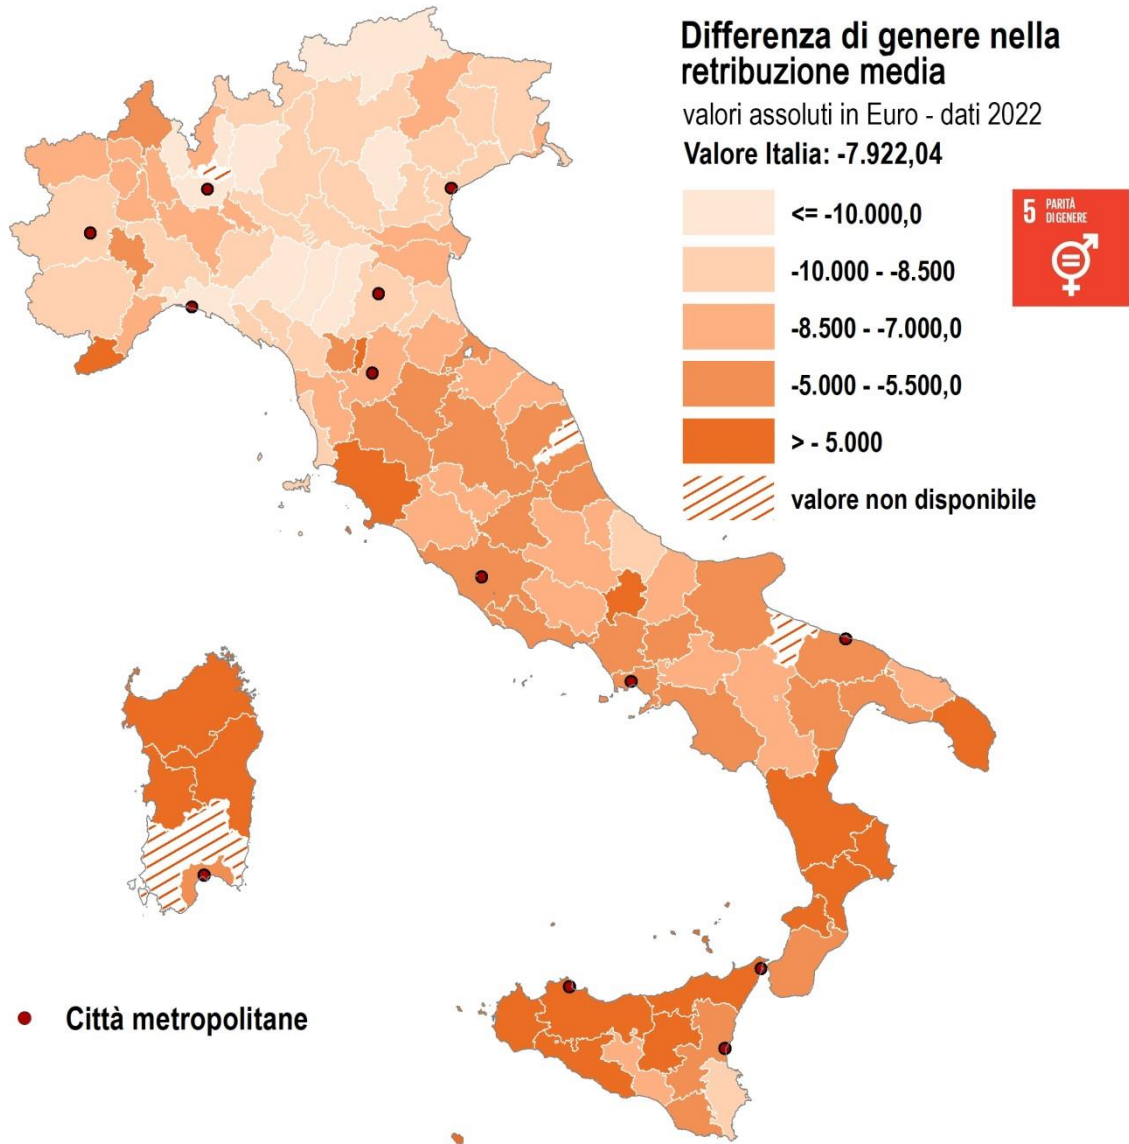 Differenza di genere nella
retribuzione media
valori assoluti in Euro - dati 2022
Valore Italia: -7.922,04
<= -10.000,0
-10.000 - -8.500
-8.500 - -7.000,0
-5.000 - -5.500,0
> - 5.000
valore non disponibile
5 PARITÀ
DI GENERE
Città metropolitane